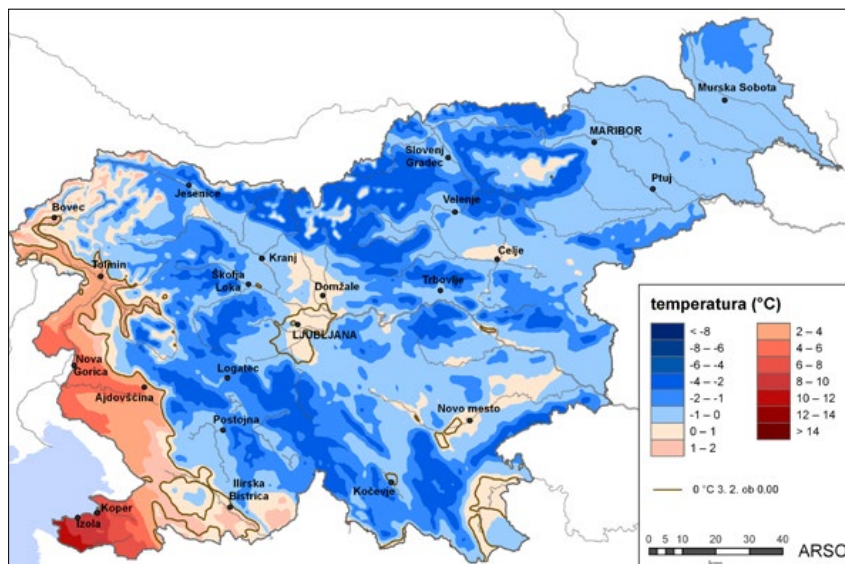 Murska Sobota
MARIBOR
Slovenj
Gradec
Ptuj
Jesenice
Velenje
Bovec
Celje
Kranj
Tolmin
Škofja
Loka
Domžale
Trbovlje
LJUBLJANA
Nova
Gorica
Logatec
Ajdovščina
Novo mesto
Postojna
Ilirska
Bistrica
Kočevje
Koper
Izola
temperatura (°C)
< -8
-8 – -6
-6 – -4
-4 – -2
-2 – -1
-1 – 0
0 – 1
1 – 2
2 – 4
4 – 6
6 – 8
8 – 10
10 – 12
12 – 14
> 14
0 °C 3. 2. ob 0.00
0 5 10 20 30 40
km
ARSO